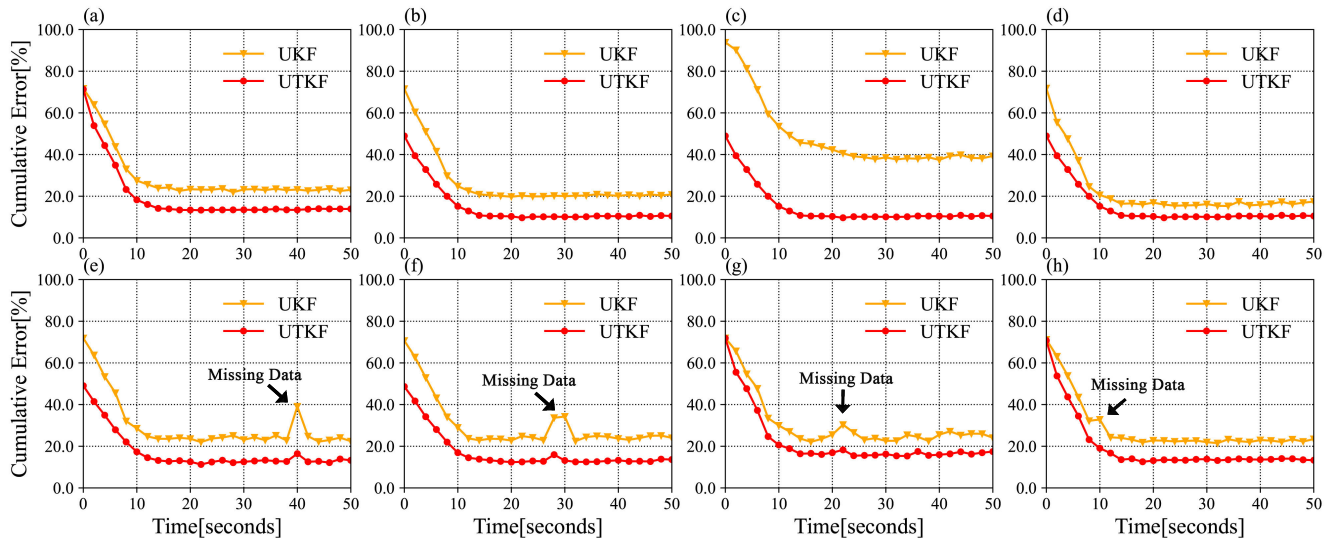 (a) (b) (c) (d)
100.0 100.0 100.0 100.0
UKF UKF UKF UKF
80.0 80.0 80.0 80.0
UTKF UTKF UTKF UTKF
60.0 60.0 60.0 60.0
40.0 40.0 40.0 40.0
20.0 20.0 20.0 20.0
0.0 0.0 0.0 0.0
Cumulative Error[%]
0 10 20 30 40 50 0 10 20 30 40 50 0 10 20 30 40 50 0 10 20 30 40 50
(e) (f) (g) (h)
100.0 100.0 100.0 100.0
UKF UKF UKF UKF
80.0 80.0 80.0 80.0
UTKF UTKF UTKF UTKF
60.0 60.0 60.0 60.0
Missing Data Missing Data Missing Data Missing Data
40.0 40.0 40.0 40.0
20.0 20.0 20.0 20.0
0.0 0.0 0.0 0.0
Cumulative Error[%]
0 10 20 30 40 50 0 10 20 30 40 50 0 10 20 30 40 50 0 10 20 30 40 50
Time[seconds] Time[seconds] Time[seconds] Time[seconds]